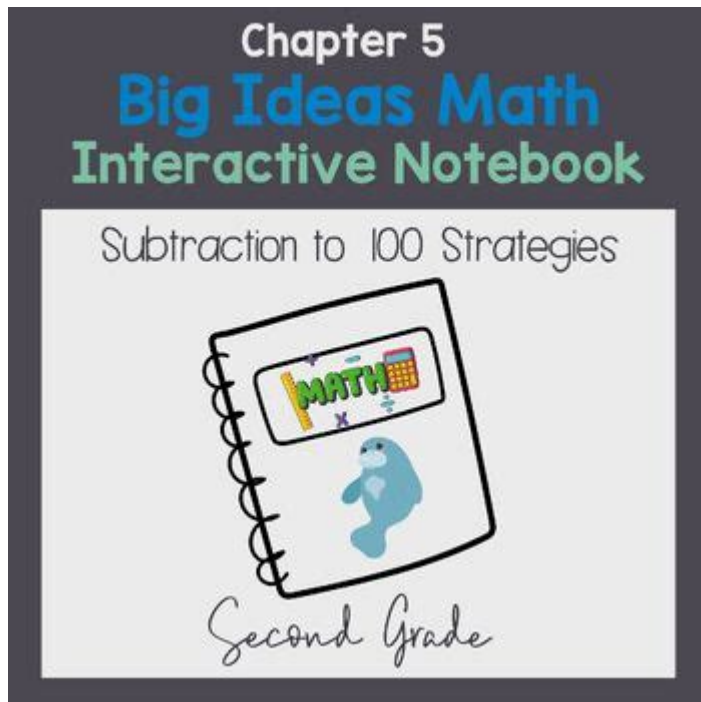 Chapter 5
Big Ideas Math
Interactive Notebook
Subtraction to 100 Strategies
MATH
Second Grade